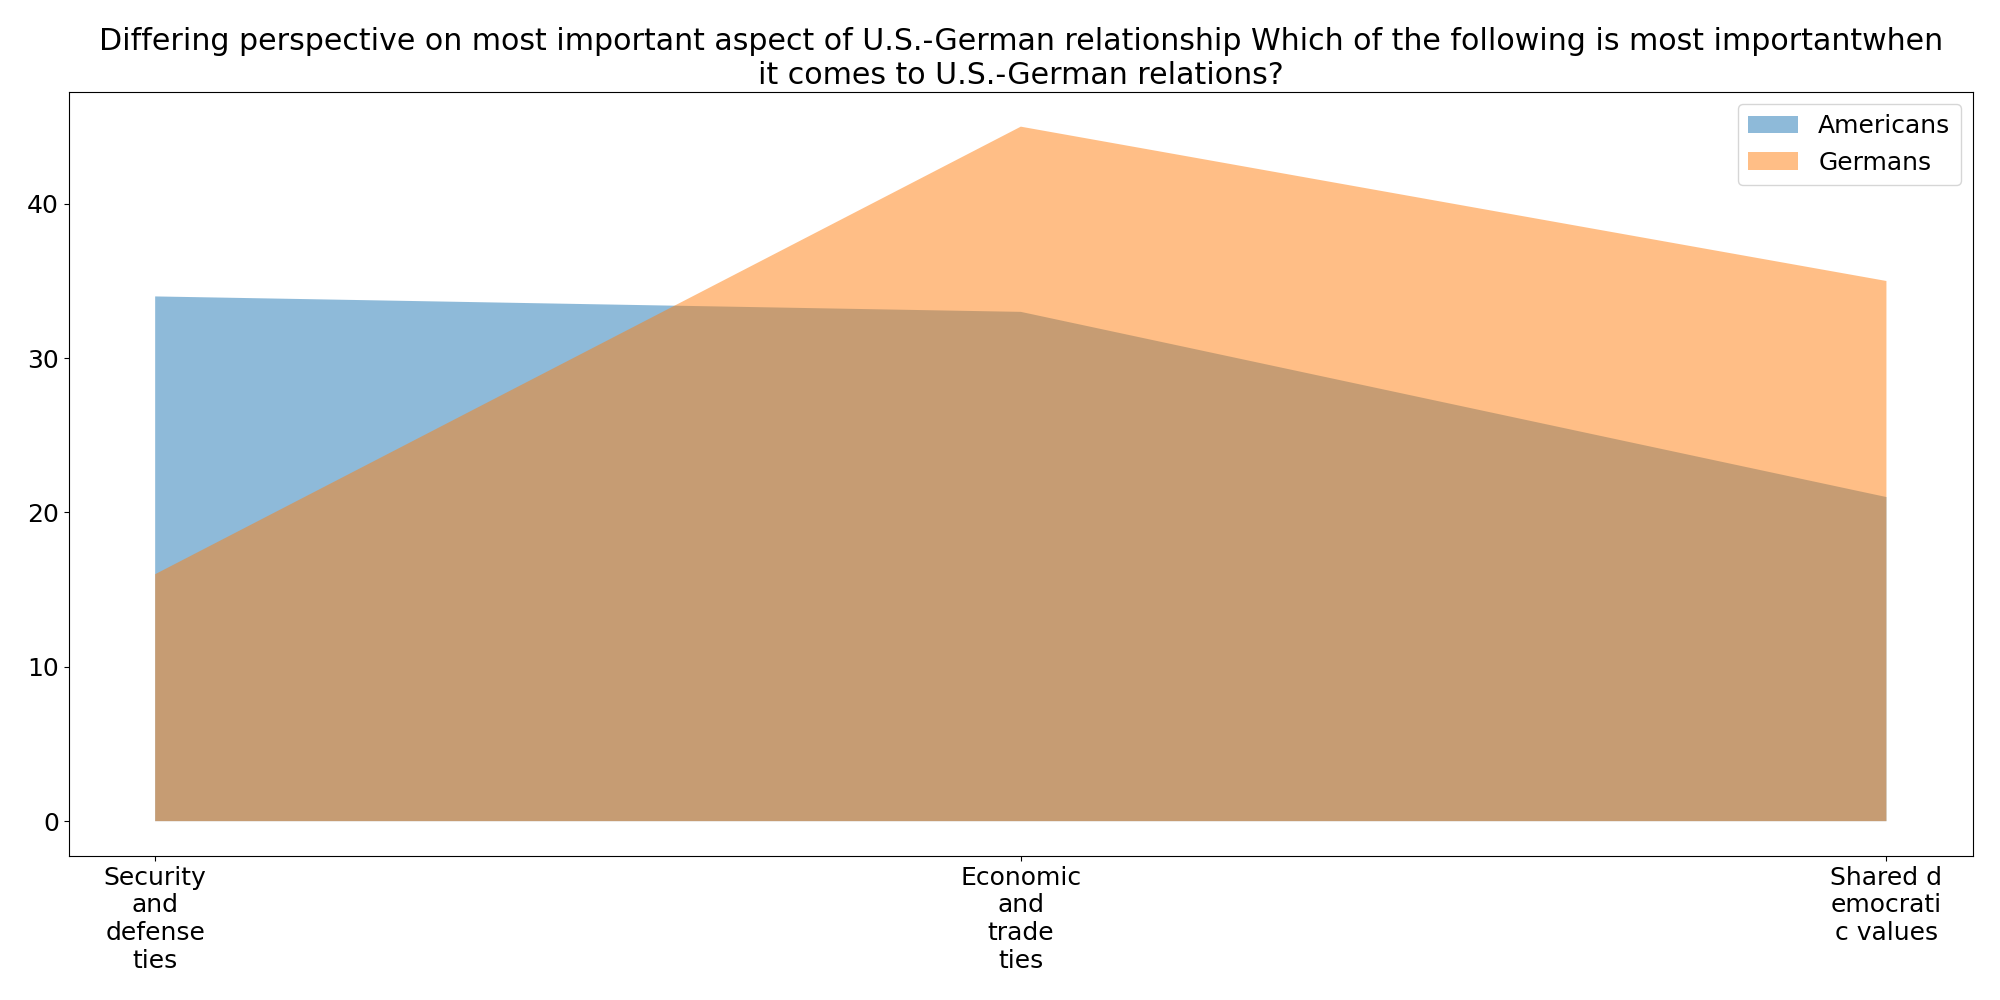 Differing perspective on most important aspect of U.S.-German relationship Which of the following is most importantwhen
it comes to U.S.-German relations?
Americans
Germans
40
30
20
10
0
Security
and
defense
ties
Economic
and
trade
ties
Shared d
emocrati
c values